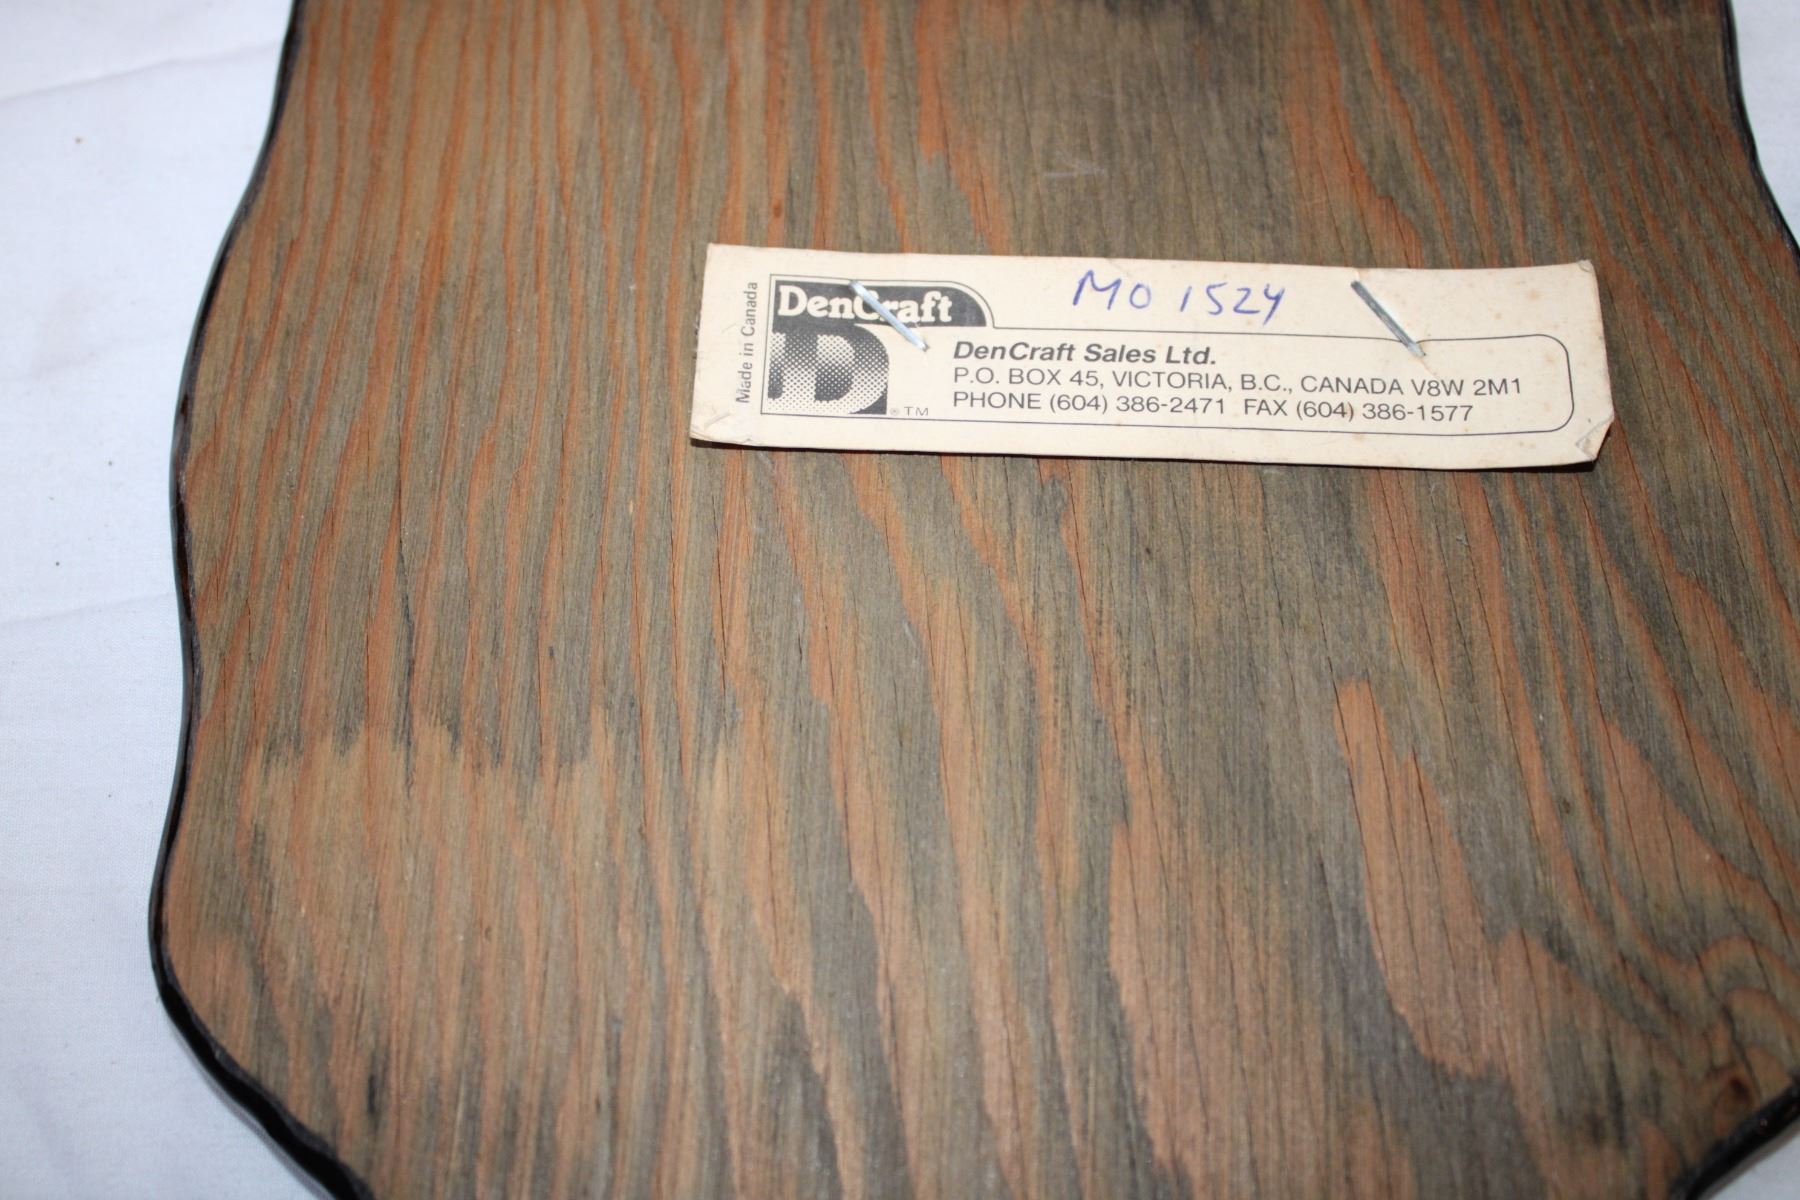 Made in Canada
DenCraft
D
® TM
MO 1524
DenCraft Sales Ltd.
P.O. BOX 45, VICTORIA, B.C., CANADA V8W 2M1
PHONE (604) 386-2471 FAX (604) 386-1577